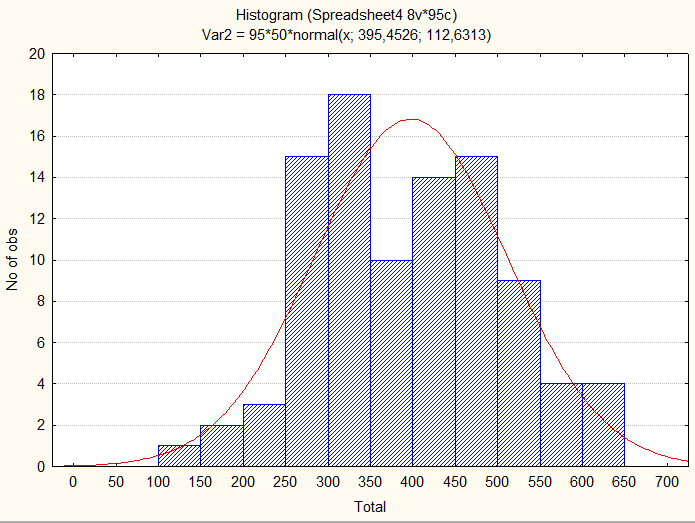 Histogram (Spreadsheet4 8v*95c)
Var2 = 95*50*normal(x; 395,4526; 112,6313)
20
18
16
14
12
10
8
6
4
2
0
No of obs
0 50 100 150 200 250 300 350 400 450 500 550 600 650 700
Total